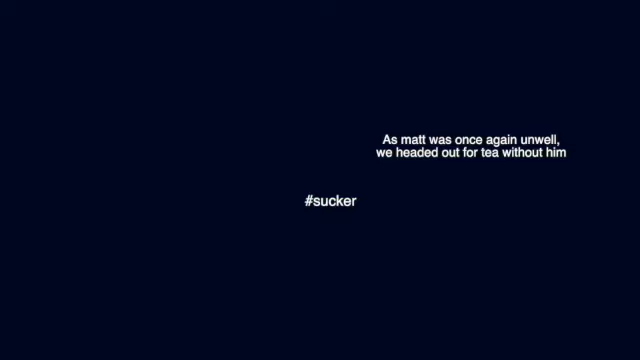 As matt was once again unwell,
we headed out for tea without him
#sucker